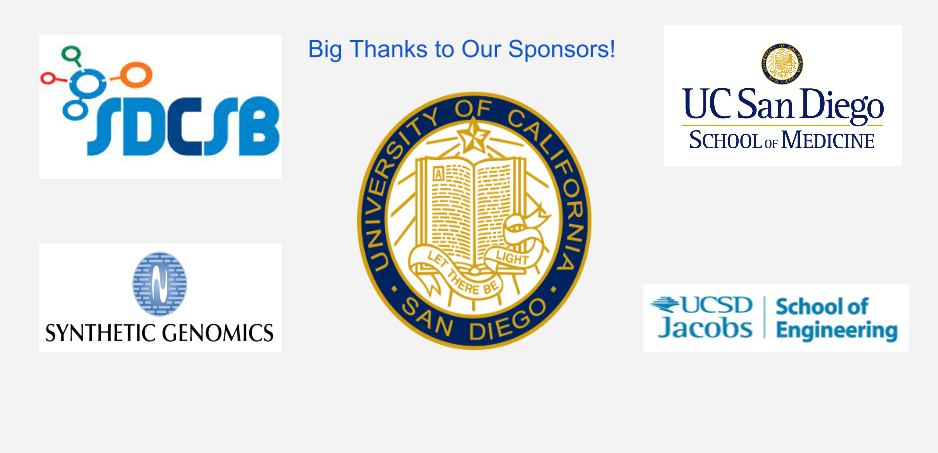 Big Thanks to Our Sponsors!
SDCSB
UNIVERSITY OF CALIFORNIA
SAN DIEGO
A
LET THERE BE LIGHT
UC San Diego
SCHOOL OF MEDICINE
SYNTHETIC GENOMICS
UCSD
Jacobs
School of
Engineering